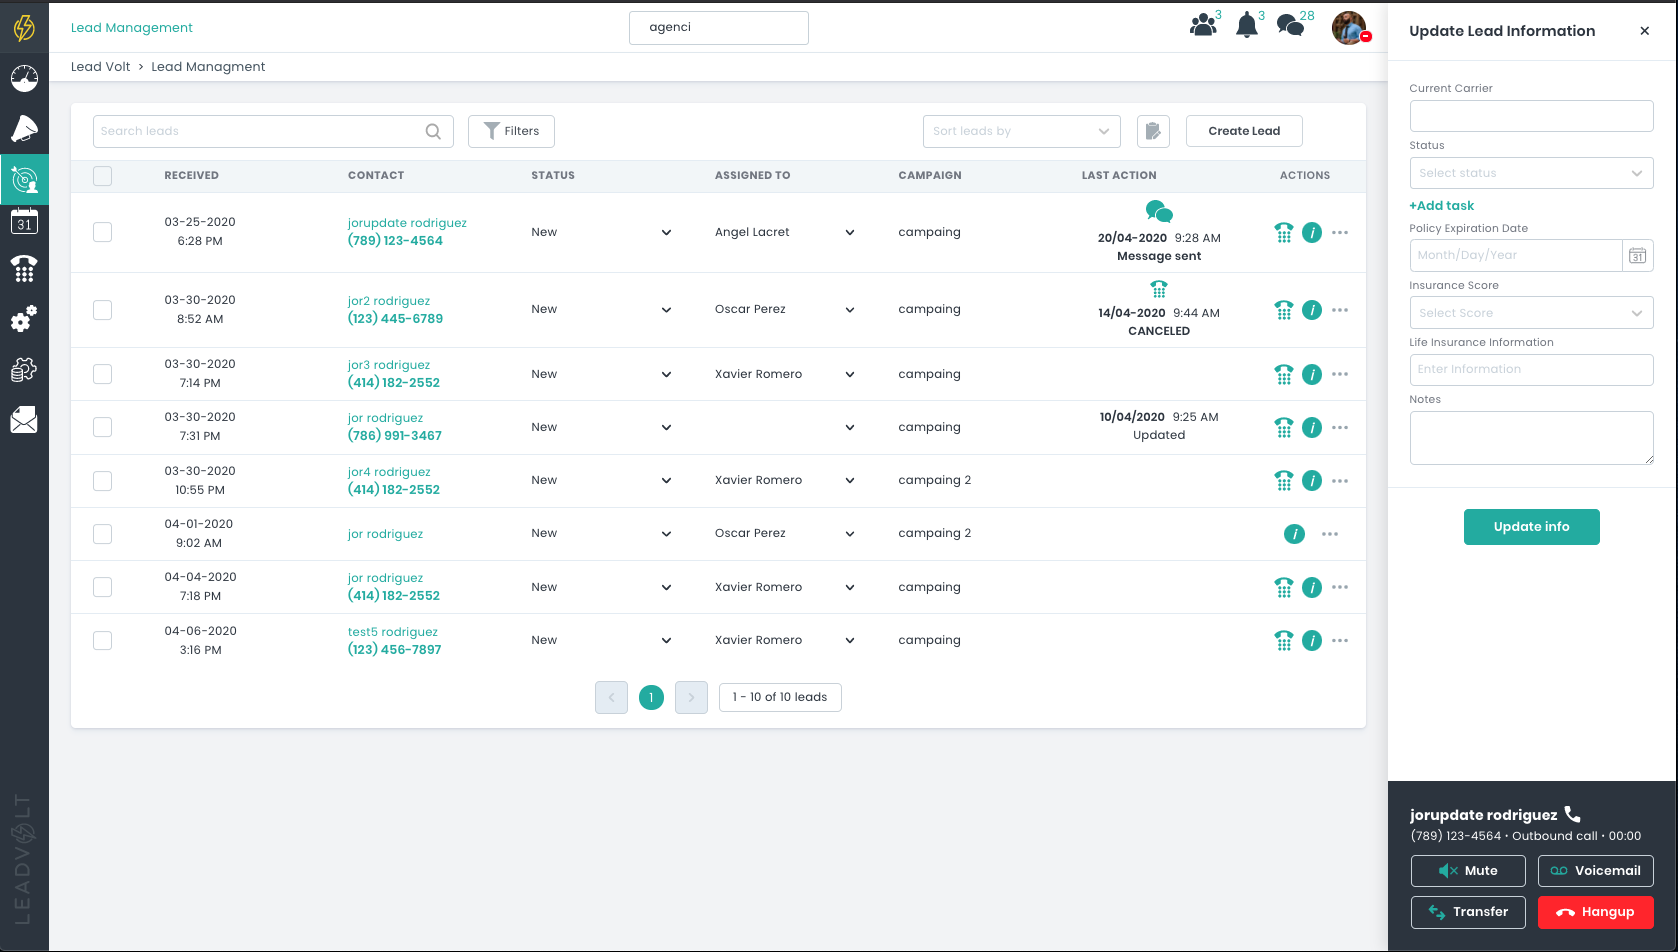 Lead Management
agenci
3
3
28
Lead Volt > Lead Managment
Search leads
Filters
Sort leads by
Create Lead
RECEIVED CONTACT STATUS ASSIGNED TO CAMPAIGN LAST ACTION ACTIONS
03-25-2020
6:28 PM
jorupdate rodriguez
(789) 123-4564
New
Angel Lacret
campaing
20/04-2020 9:28 AM
Message sent
03-30-2020
8:52 AM
jor2 rodriguez
(123) 445-6789
New
Oscar Perez
campaing
14/04-2020 9:44 AM
CANCELED
03-30-2020
7:14 PM
jor3 rodriguez
(414) 182-2552
New
Xavier Romero
campaing
03-30-2020
7:31 PM
jor rodriguez
(786) 991-3467
New
campaing
10/04/2020 9:25 AM
Updated
03-30-2020
10:55 PM
jor4 rodriguez
(414) 182-2552
New
Xavier Romero
campaing 2
04-01-2020
9:02 AM
jor rodriguez
New
Oscar Perez
campaing 2
04-04-2020
7:18 PM
jor rodriguez
(414) 182-2552
New
Xavier Romero
campaing
04-06-2020
3:16 PM
test5 rodriguez
(123) 456-7897
New
Xavier Romero
campaing
< 1 > 1 - 10 of 10 leads
31
LEADVOLT
Update Lead Information
Current Carrier
Status
Select status
+Add task
Policy Expiration Date
Month/Day/Year
31
Insurance Score
Select Score
Life Insurance Information
Enter Information
Notes
Update info
jorupdate rodriguez
(789) 123-4564 • Outbound call • 00:00
Mute
Voicemail
Transfer
Hangup